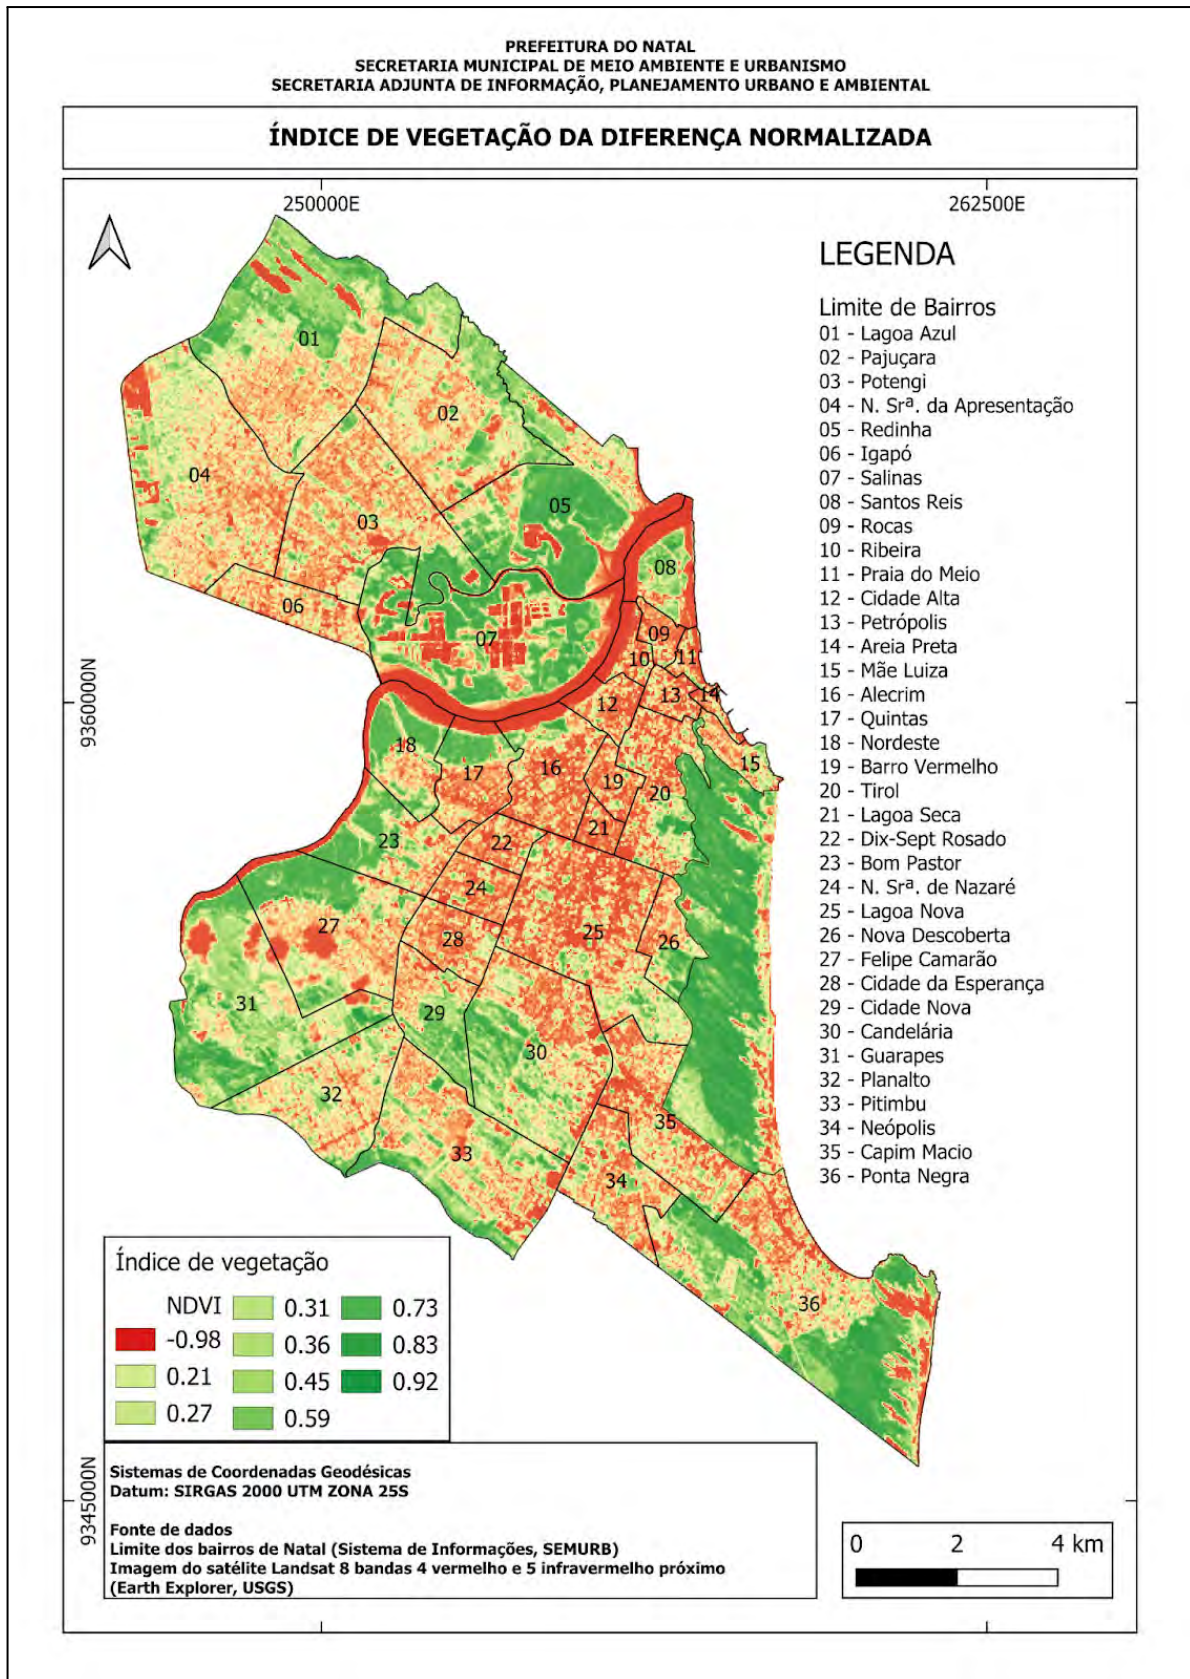 PREFEITURA DO NATAL
SECRETARIA MUNICIPAL DE MEIO AMBIENTE E URBANISMO
SECRETARIA ADJUNTA DE INFORMAÇÃO, PLANEJAMENTO URBANO E AMBIENTAL
ÍNDICE DE VEGETAÇÃO DA DIFERENÇA NORMALIZADA
250000E
262500E
9360000N
9345000N
LEGENDA
Limite de Bairros
01 - Lagoa Azul
02 - Pajuçara
03 - Potengi
04 - N. Srª. da Apresentação
05 - Redinha
06 - Igapó
07 - Salinas
08 - Santos Reis
09 - Rocas
10 - Ribeira
11 - Praia do Meio
12 - Cidade Alta
13 - Petrópolis
14 - Areia Preta
15 - Mãe Luiza
16 - Alecrim
17 - Quintas
18 - Nordeste
19 - Barro Vermelho
20 - Tirol
21 - Lagoa Seca
22 - Dix-Sept Rosado
23 - Bom Pastor
24 - N. Srª. de Nazaré
25 - Lagoa Nova
26 - Nova Descoberta
27 - Felipe Camarão
28 - Cidade da Esperança
29 - Cidade Nova
30 - Candelária
31 - Guarapes
32 - Planalto
33 - Pitimbu
34 - Neópolis
35 - Capim Macio
36 - Ponta Negra
01
02
04
05
03
08
06
07
09
10
11
12
13
14
18
17
16
15
19
20
21
23
22
24
27
28
25
26
31
29
30
32
33
35
34
36
Índice de vegetação
NDVI
-0.98
0.21
0.27
0.31
0.36
0.45
0.59
0.73
0.83
0.92
Sistemas de Coordenadas Geodésicas
Datum: SIRGAS 2000 UTM ZONA 25S
Fonte de dados
Limite dos bairros de Natal (Sistema de Informações, SEMURB)
Imagem do satélite Landsat 8 bandas 4 vermelho e 5 infravermelho próximo
(Earth Explorer, USGS)
0 2 4 km